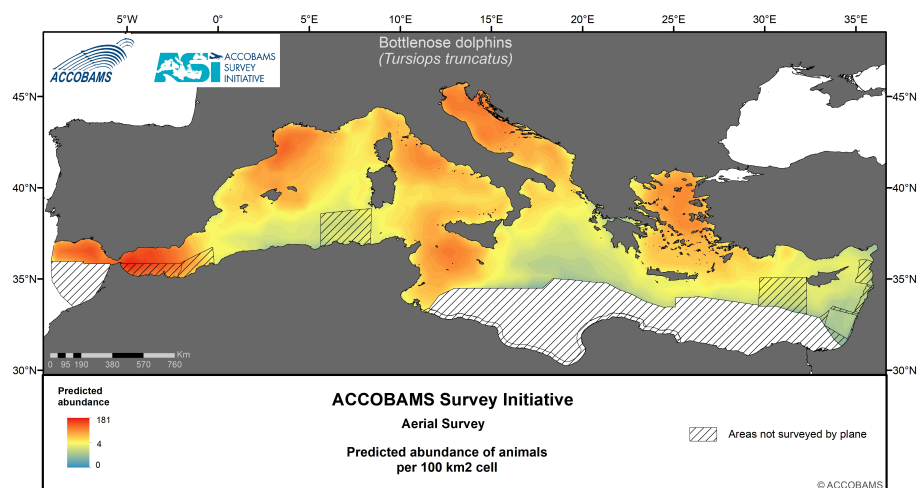 5°W 0° 5°E 10°E 15°E 20°E 25°E 30°E 35°E
ACCOBAMS
ASI ACCOBAMS
SURVEY
INITIATIVE
Bottlenose dolphins
(Tursiops truncatus)
45°N 45°N
40°N 40°N
35°N 35°N
30°N 30°N
Km
0 95 190 380 570 760
Predicted
abundance
181
4
0
ACCOBAMS Survey Initiative
Aerial Survey
Predicted abundance of animals
per 100 km2 cell
Areas not surveyed by plane
© ACCOBAMS